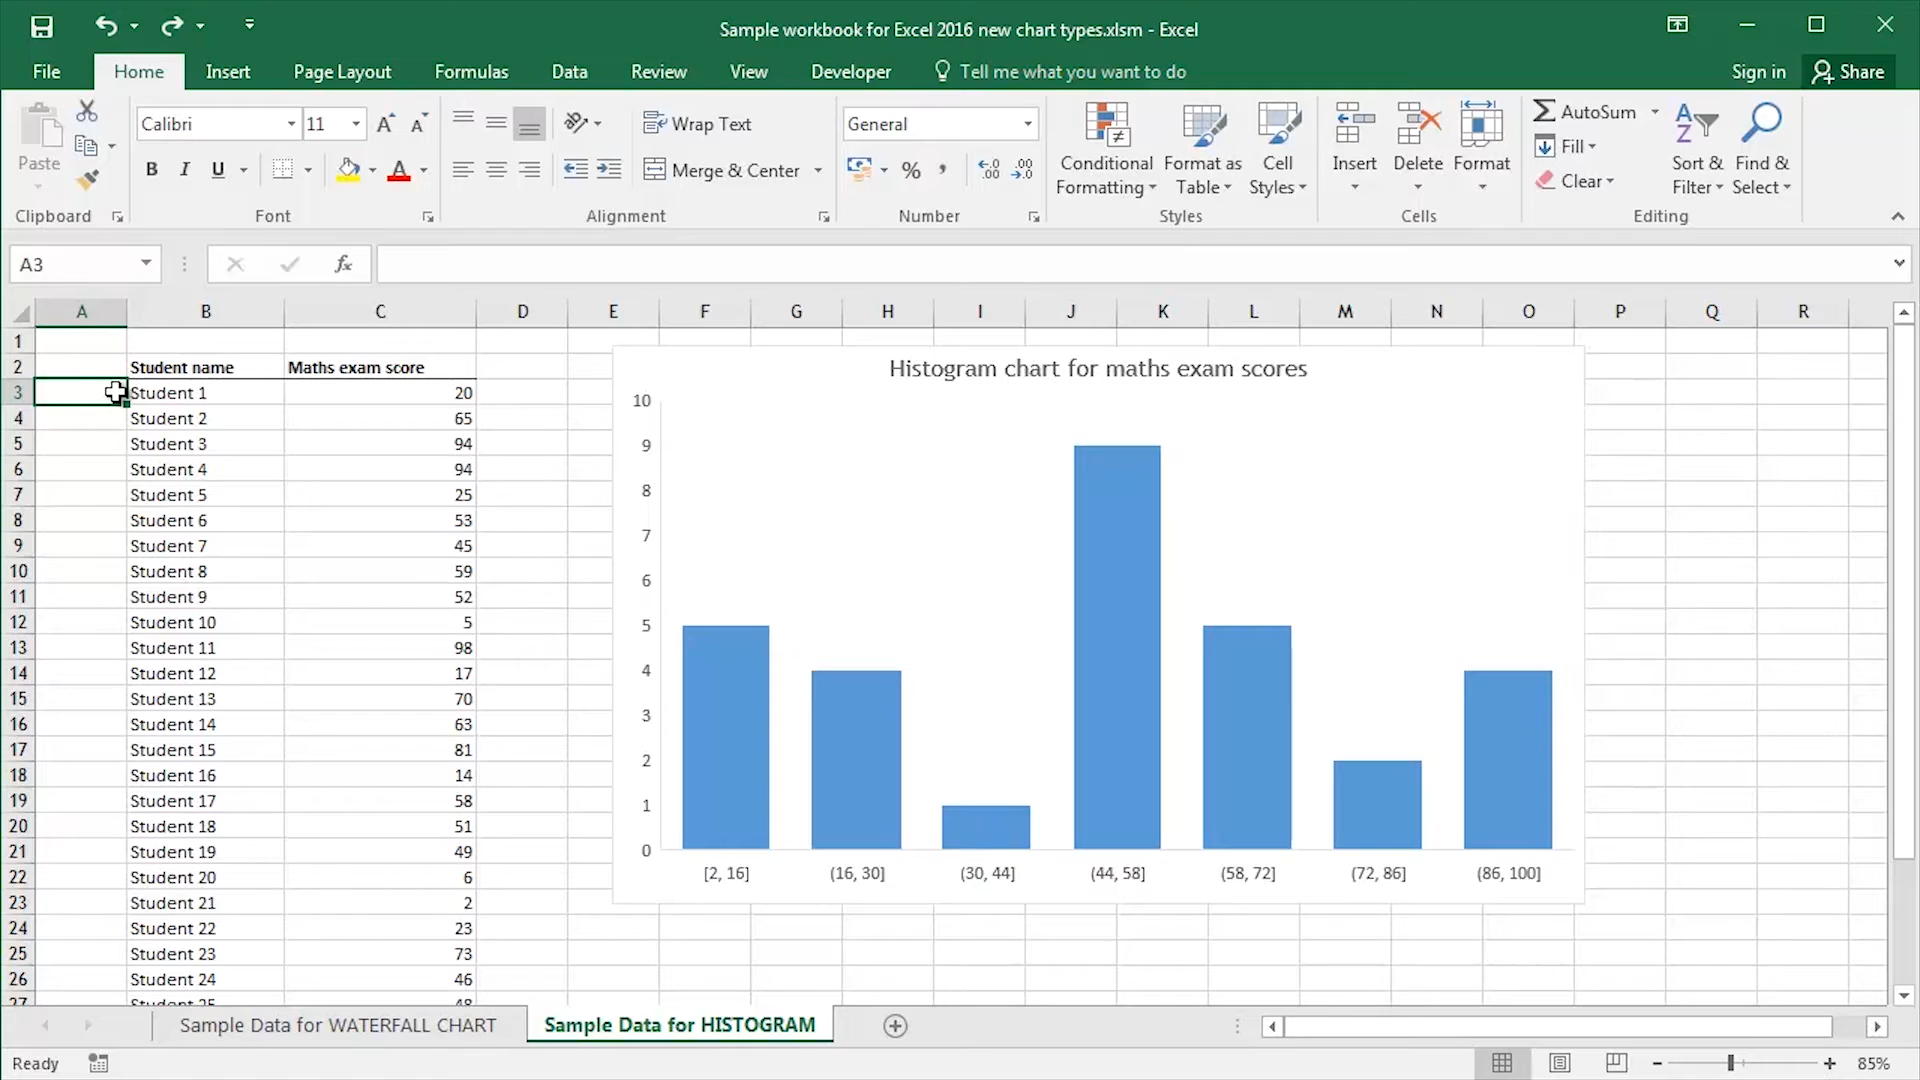 Sample workbook for Excel 2016 new chart types.xlsm - Excel
File Home Insert Page Layout Formulas Data Review View Developer Tell me what you want to do Sign in Share
Paste
Clipboard
Calibri 11
B I U
Font
Wrap Text
Merge & Center
Alignment
General
% ,
Number
Conditional Formatting
Format as Table
Cell Styles
Styles
Insert
Delete
Format
Cells
AutoSum
Fill
Clear
Sort & Filter
Find & Select
Editing
A3 fx
A B C D E F G H I J K L M N O P Q R
1
2 Student name Maths exam score
3 Student 1 20
4 Student 2 65
5 Student 3 94
6 Student 4 94
7 Student 5 25
8 Student 6 53
9 Student 7 45
10 Student 8 59
11 Student 9 52
12 Student 10 5
13 Student 11 98
14 Student 12 17
15 Student 13 70
16 Student 14 63
17 Student 15 81
18 Student 16 14
19 Student 17 58
20 Student 18 51
21 Student 19 49
22 Student 20 6
23 Student 21 2
24 Student 22 23
25 Student 23 73
26 Student 24 46
27 Student 25 48
Histogram chart for maths exam scores
10
9
8
7
6
5
4
3
2
1
0
[2, 16] (16, 30] (30, 44] (44, 58] (58, 72] (72, 86] (86, 100]
Sample Data for WATERFALL CHART Sample Data for HISTOGRAM
Ready 85%